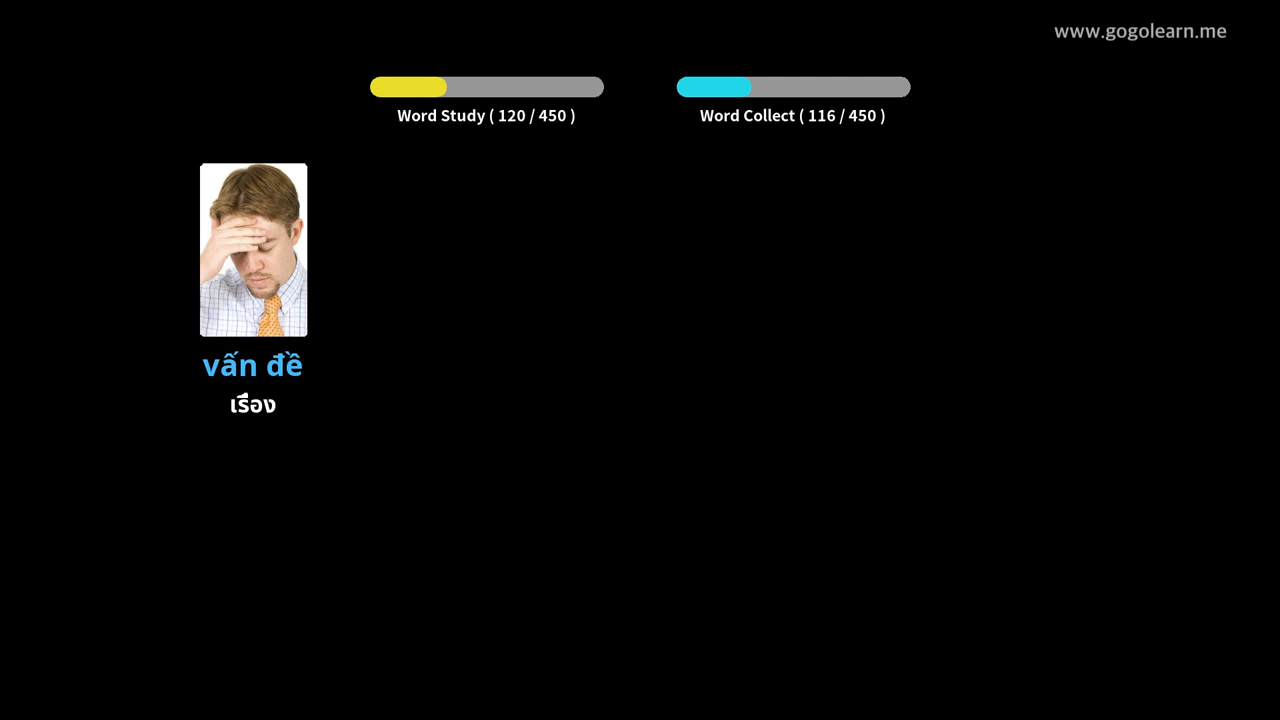 www.gogolearn.me
Word Study ( 120 / 450 )
Word Collect ( 116 / 450 )
vấn đề
เรื่อง